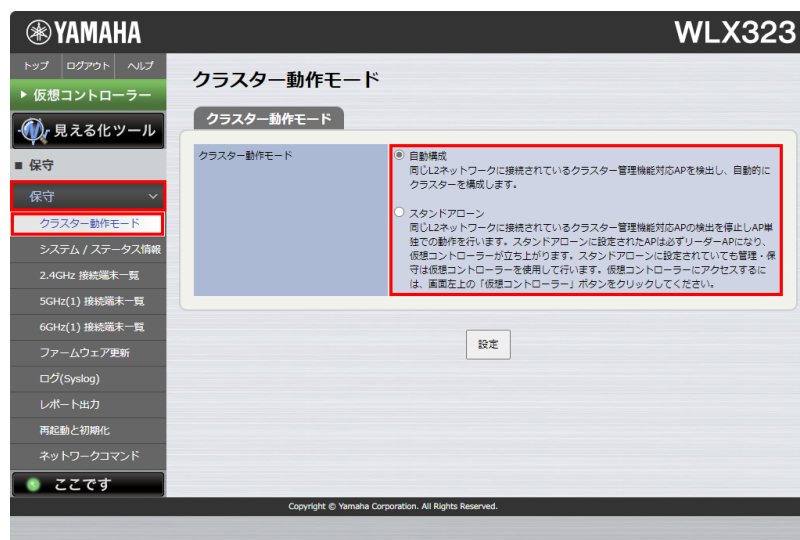 YAMAHA
WLX323
トップ ログアウト ヘルプ
仮想コントローラー
見える化ツール
保守
保守
クラスター動作モード
システム / ステータス情報
2.4GHz 接続端末一覧
5GHz(1) 接続端末一覧
6GHz(1) 接続端末一覧
ファームウェア更新
ログ(Syslog)
レポート出力
再起動と初期化
ネットワークコマンド
ここです
クラスター動作モード
クラスター動作モード
クラスター動作モード
自動構成
同じL2ネットワークに接続されているクラスター管理機能対応APを検出し、自動的に
クラスターを構成します。
スタンドアローン
同じL2ネットワークに接続されているクラスター管理機能対応APの検出を停止しAP単
独での動作を行います。スタンドアローンに設定されたAPは必ずリーダーAPになり、
仮想コントローラーが立ち上がります。スタンドアローンに設定されていても管理・保
守は仮想コントローラーを使用して行います。仮想コントローラーにアクセスするに
は、画面左上の「仮想コントローラー」ボタンをクリックしてください。
設定
Copyright © Yamaha Corporation. All Rights Reserved.